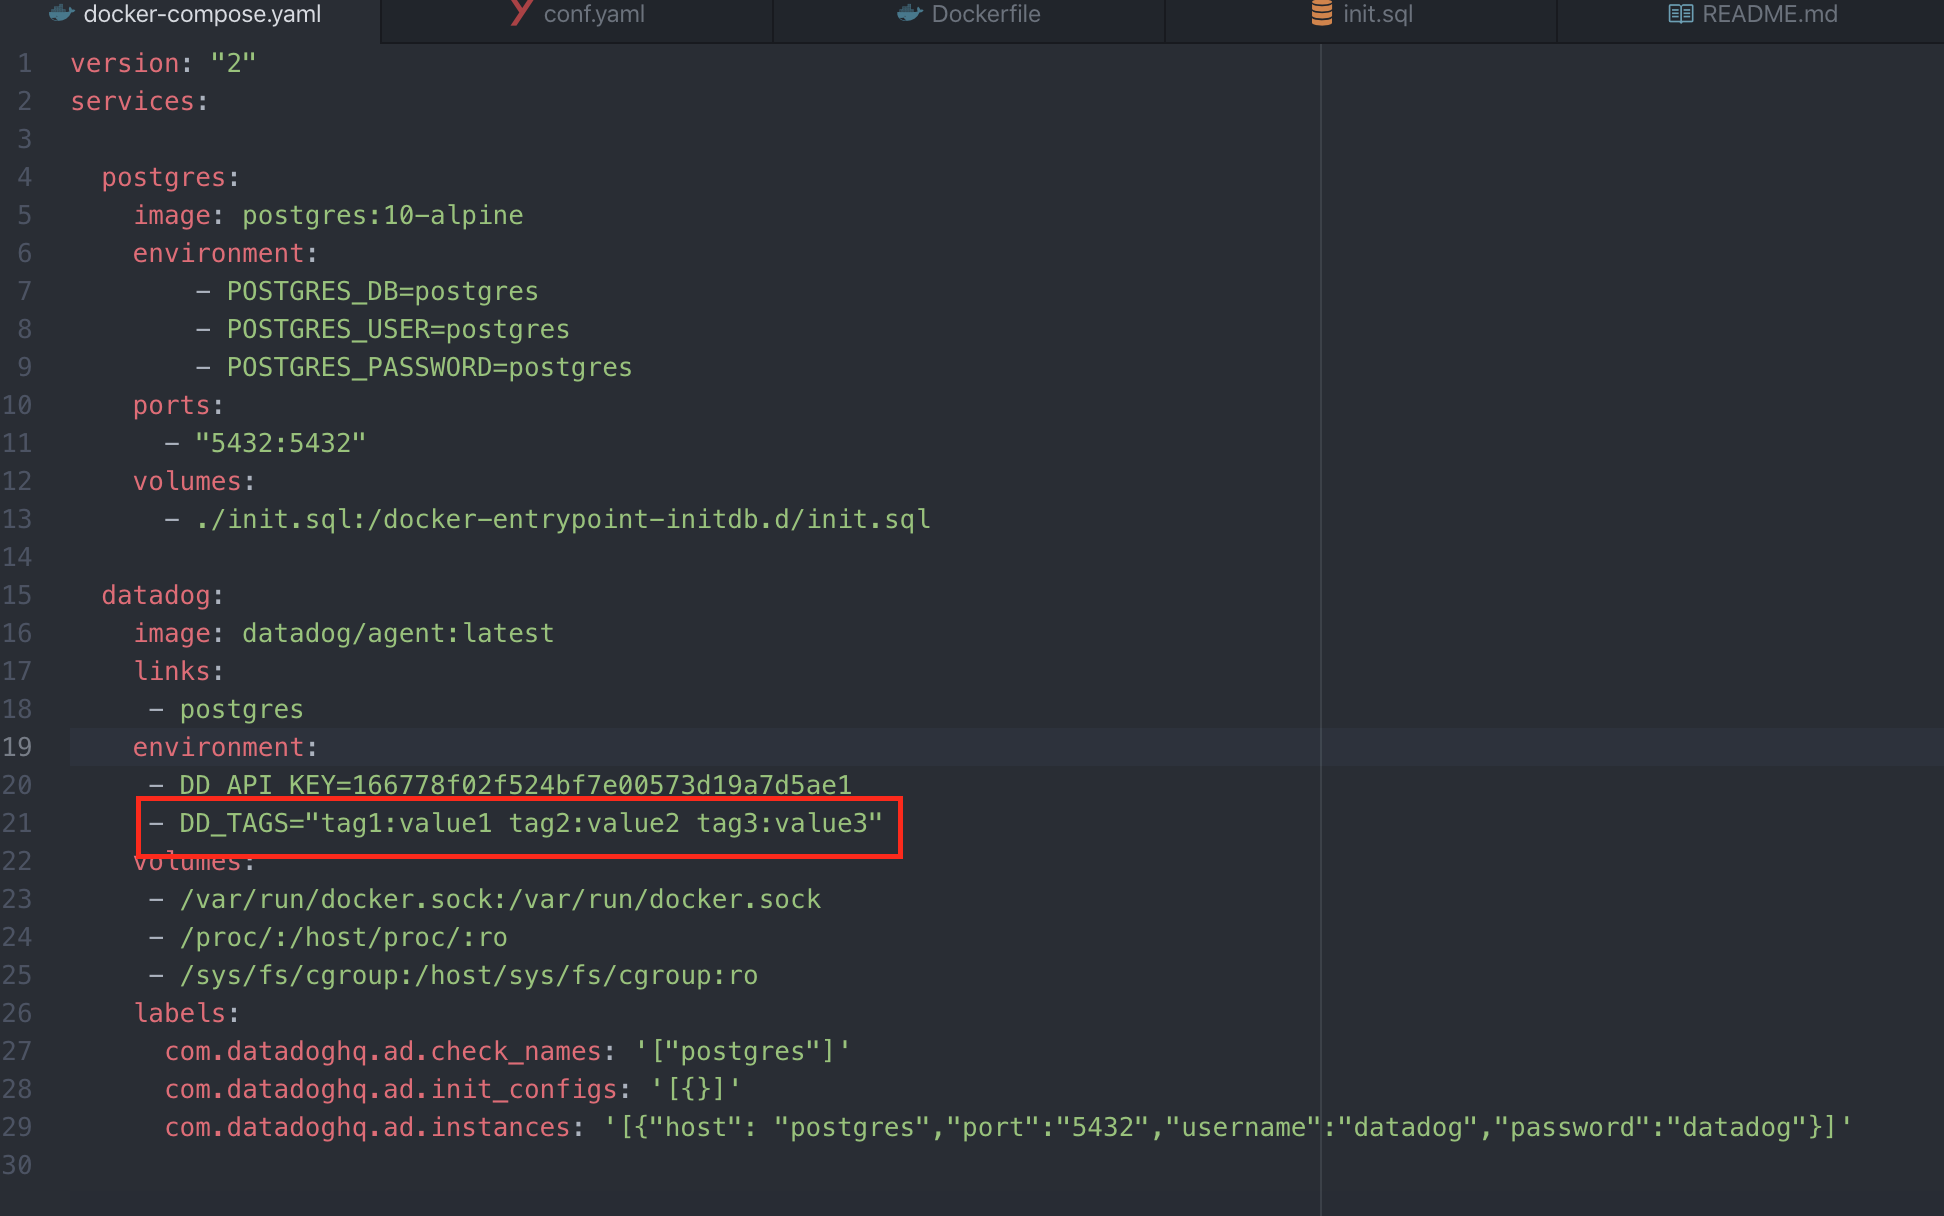 docker-compose.yaml conf.yaml Dockerfile init.sql README.md
1 version: "2"
2 services:
3
4 postgres:
5 image: postgres:10-alpine
6 environment:
7 - POSTGRES_DB=postgres
8 - POSTGRES_USER=postgres
9 - POSTGRES_PASSWORD=postgres
10 ports:
11 - "5432:5432"
12 volumes:
13 - ./init.sql:/docker-entrypoint-initdb.d/init.sql
14
15 datadog:
16 image: datadog/agent:latest
17 links:
18 - postgres
19 environment:
20 - DD_API_KEY=166778f02f524bf7e00573d19a7d5ae1
21 - DD_TAGS="tag1:value1 tag2:value2 tag3:value3"
22 volumes:
23 - /var/run/docker.sock:/var/run/docker.sock
24 - /proc/:/host/proc/:ro
25 - /sys/fs/cgroup:/host/sys/fs/cgroup:ro
26 labels:
27 com.datadoghq.ad.check_names: '["postgres"]'
28 com.datadoghq.ad.init_configs: '[{}]'
29 com.datadoghq.ad.instances: '[{"host": "postgres","port":"5432","username":"datadog","password":"datadog"}]'
30